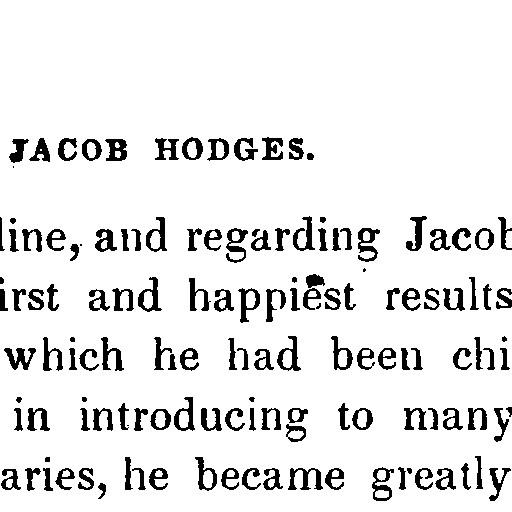 JACOB HODGES.
line, and regarding Jacob
irst and happiest results
which he had been chi
in introducing to many
aries, he became greatly